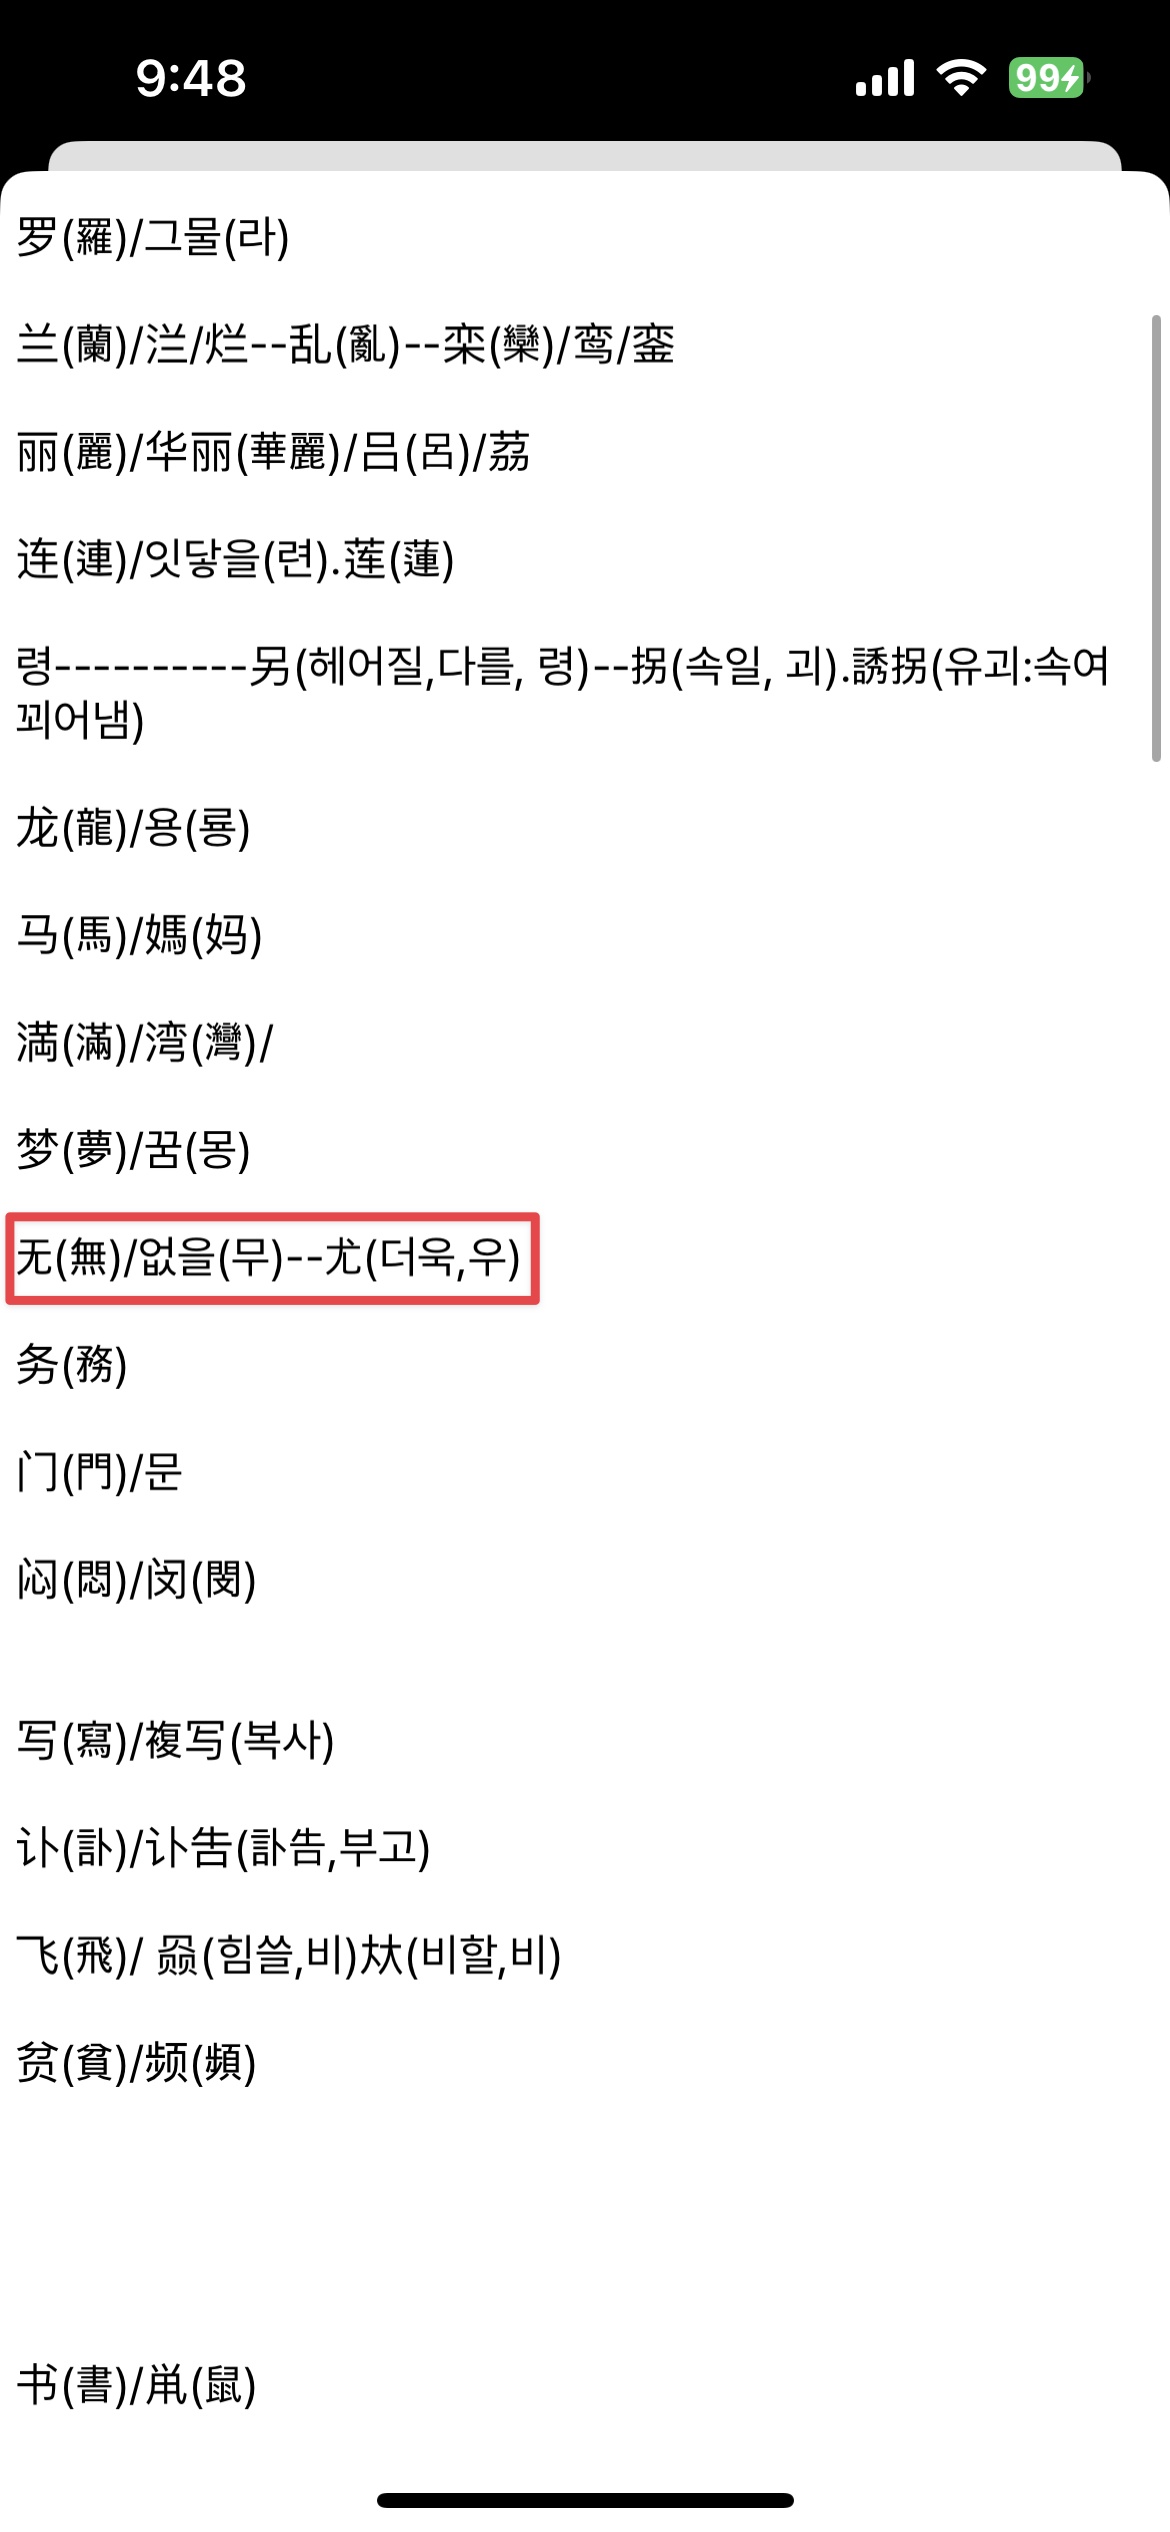 9:48
99
罗(羅)/그물(라)
兰(蘭)/滥/烂--乱(亂)--栾(欒)/鸾/銮
丽(麗)/华丽(華麗)/吕(呂)/茘
连(連)/잇닿을(련).莲(蓮)
령----------另(헤어질,다를, 령)--拐(속일, 괴).誘拐(유괴:속여
꾀어냄)
龙(龍)/용(룡)
马(馬)/媽(妈)
満(滿)/湾(灣)/
梦(夢)/꿈(몽)
无(無)/없을(무)--尤(더욱,우)
务(務)
门(門)/문
闷(悶)/闵(閔)
写(寫)/複写(복사)
讣(訃)/讣告(訃告,부고)
飞(飛)/ 奰(힘쓸,비)夶(비할,비)
贫(貧)/频(頻)
书(書)/鼡(鼠)